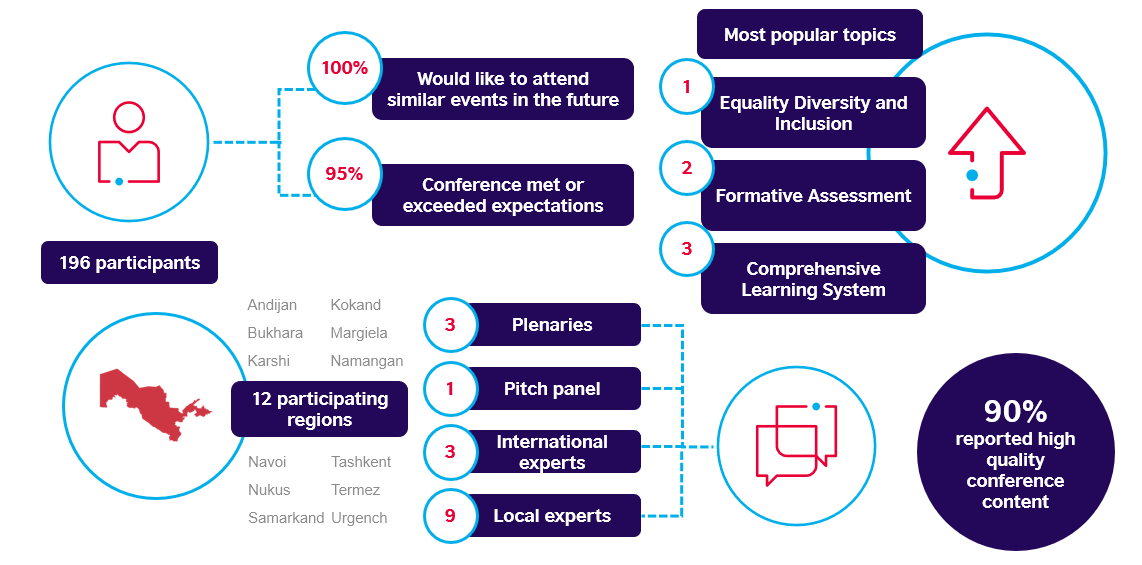 100%
Would like to attend
similar events in the future
95%
Conference met or
exceeded expectations
196 participants
Most popular topics
1
Equality Diversity and
Inclusion
2
Formative Assessment
3
Comprehensive
Learning System
Andijan Kokand
Bukhara Margiela
Karshi Namangan
12 participating
regions
Navoi Tashkent
Nukus Termez
Samarkand Urgench
3 Plenaries
1 Pitch panel
3 International
experts
9 Local experts
90%
reported high
quality
conference
content